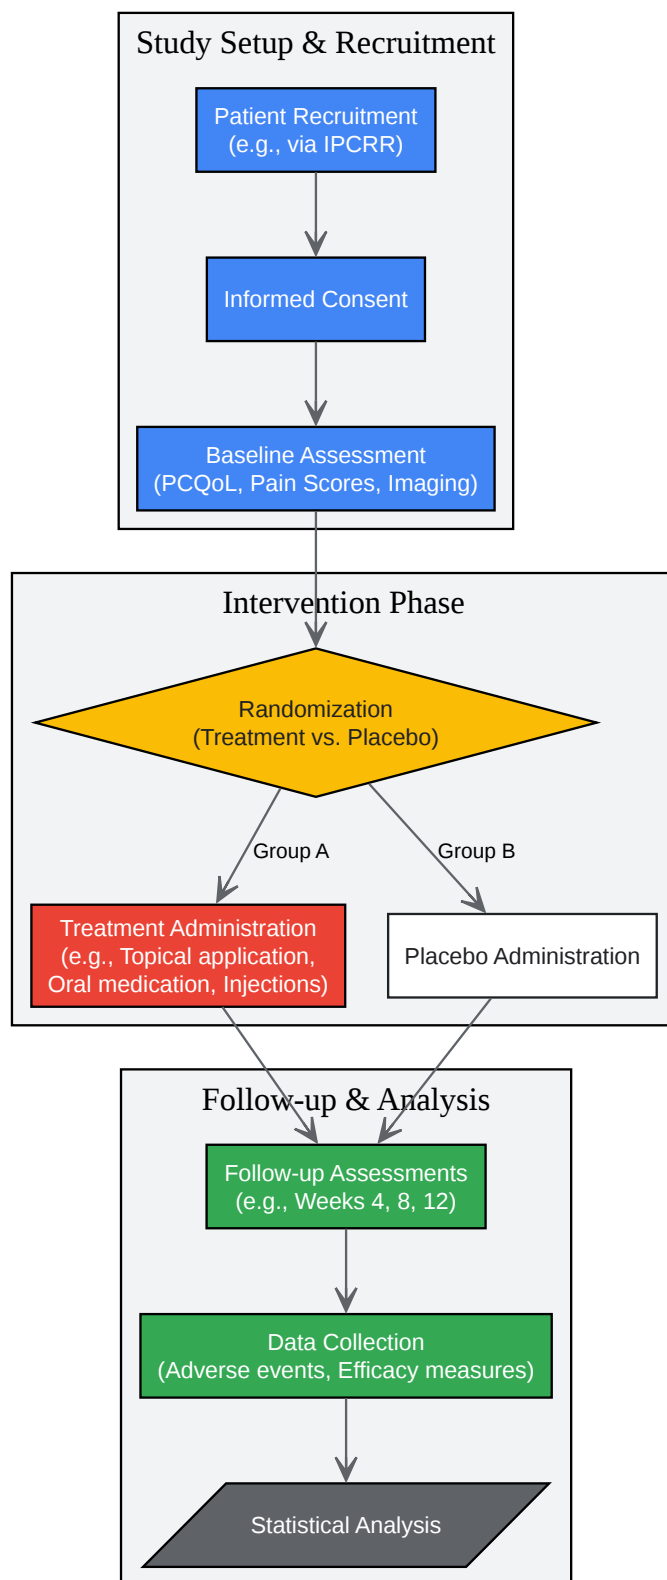 Study Setup & Recruitment
Patient Recruitment
(e.g., via IPCRR)
Informed Consent
Baseline Assessment
(PCQoL, Pain Scores, Imaging)
Intervention Phase
Randomization
(Treatment vs. Placebo)
Group A
Group B
Treatment Administration
(e.g., Topical application,
Oral medication, Injections)
Placebo Administration
Follow-up & Analysis
Follow-up Assessments
(e.g., Weeks 4, 8, 12)
Data Collection
(Adverse events, Efficacy measures)
Statistical Analysis